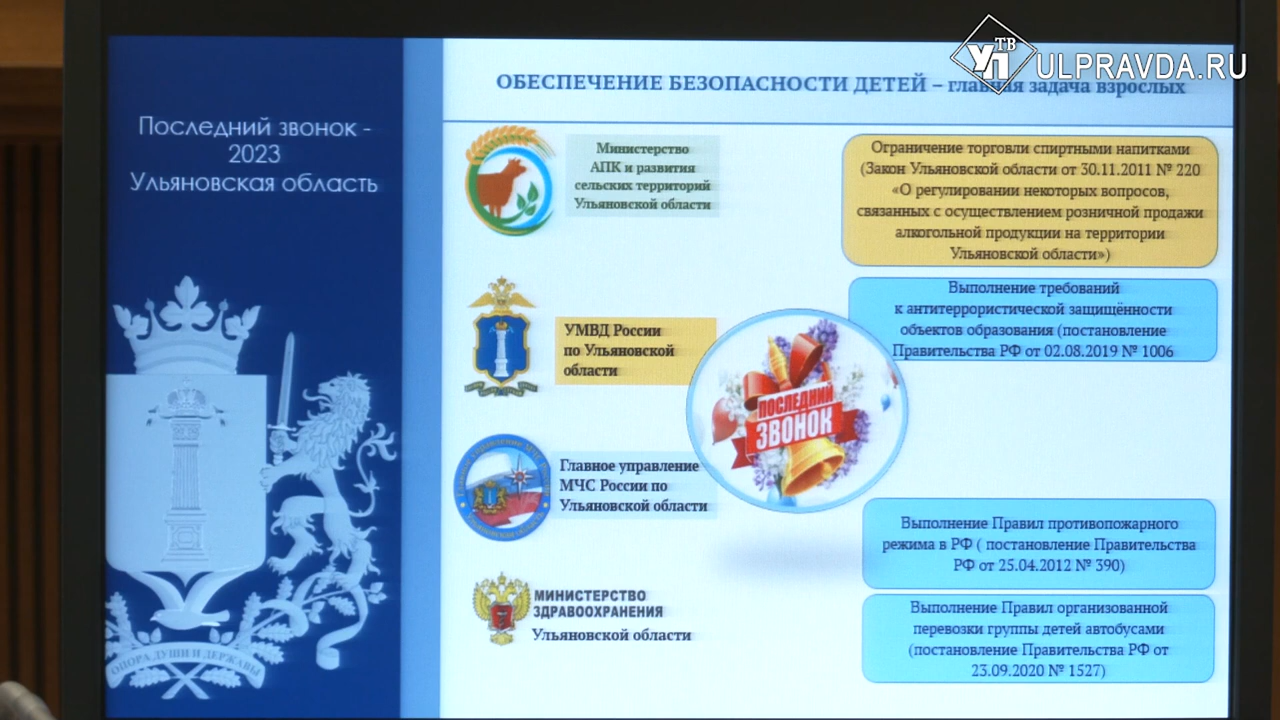 УП
ТВ
ULPRAVDA.RU
ОБЕСПЕЧЕНИЕ БЕЗОПАСНОСТИ ДЕТЕЙ – главная задача взрослых
Последний звонок -
2023
Ульяновская область
ОПОРА ДУШИ И ДЕРЖАВЫ
Министерство
АПК и развития
сельских территорий
Ульяновской области
УМВД России
по Ульяновской
области
Главное управление
МЧС России по
Ульяновской области
МИНИСТЕРСТВО
ЗДРАВООХРАНЕНИЯ
Ульяновской области
ПОСЛЕДНИЙ
ЗВОНОК
Ограничение торговли спиртными напитками
(Закон Ульяновской области от 30.11.2011 № 220
«О регулировании некоторых вопросов,
связанных с осуществлением розничной продажи
алкогольной продукции на территории
Ульяновской области»)
Выполнение требований
к антитеррористической защищённости
объектов образования (постановление
Правительства РФ от 02.08.2019 № 1006
Выполнение Правил противопожарного
режима в РФ ( постановление Правительства
РФ от 25.04.2012 № 390)
Выполнение Правил организованной
перевозки группы детей автобусами
(постановление Правительства РФ от
23.09.2020 № 1527)